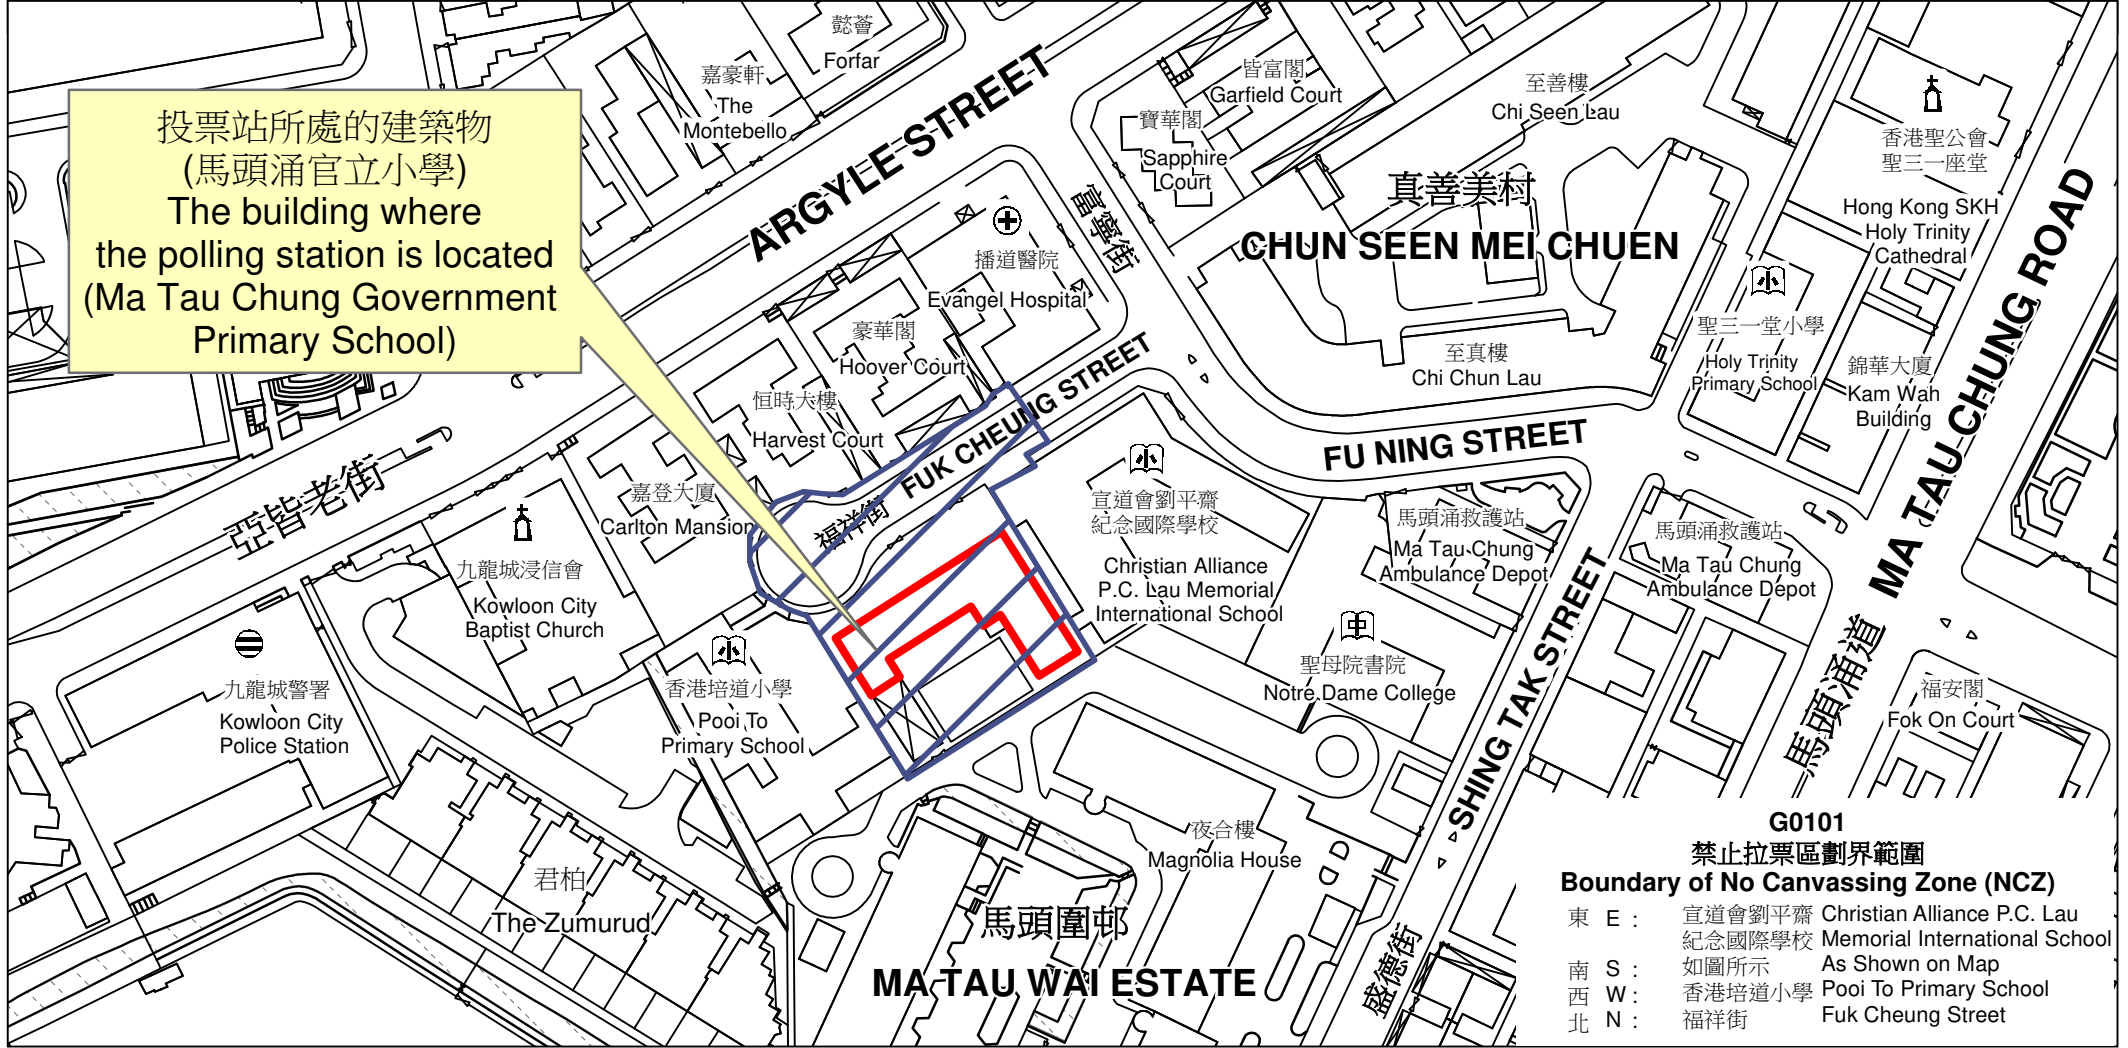 懿薈
Forfar
嘉豪軒
The
Montebello
投票站所處的建築物
(馬頭涌官立小學)
The building where
the polling station is located
(Ma Tau Chung Government
Primary School)
ARGYLE STREET
亞皆老街
皆富閣
Garfield Court
寶華閣
Sapphire
Court
至善樓
Chi Seen Lau
真善美村
CHUN SEEN MEI CHUEN
至真樓
Chi Chun Lau
香港聖公會
聖三一座堂
Hong Kong SKH
Holy Trinity
Cathedral
小
聖三一堂小學
Holy Trinity
Primary School
錦華大廈
Kam Wah
Building
MA TAU CHUNG ROAD
馬頭涌道
富寧街
FU NING STREET
播道醫院
Evangel Hospital
豪華閣
Hoover Court
恒時大樓
Harvest Court
嘉登大廈
Carlton Mansion
FUK CHEUNG STREET
福祥街
九龍城浸信會
Kowloon City
Baptist Church
九龍城警署
Kowloon City
Police Station
小
香港培道小學
Pooi To
Primary School
小
宣道會劉平齋
紀念國際學校
Christian Alliance
P.C. Lau Memorial
International School
馬頭涌救護站
Ma Tau Chung
Ambulance Depot
馬頭涌救護站
Ma Tau Chung
Ambulance Depot
中
聖母院書院
Notre Dame College
SHING TAK STREET
盛德街
福安閣
Fok On Court
夜合樓
Magnolia House
君柏
The Zumurud
馬頭圍邨
MA TAU WAI ESTATE
G0101
禁止拉票區劃界範圍
Boundary of No Canvassing Zone (NCZ)
東 E : 宣道會劉平齋 Christian Alliance P.C. Lau
紀念國際學校 Memorial International School
南 S : 如圖所示 As Shown on Map
西 W : 香港培道小學 Pooi To Primary School
北 N : 福祥街 Fuk Cheung Street